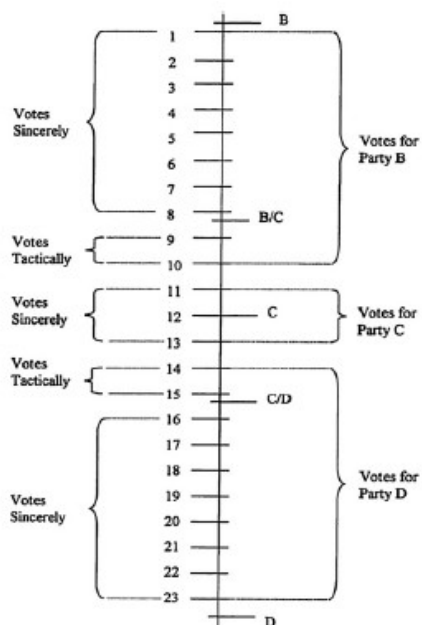 B
1
2
3
Votes
Sincerely
4
5
Votes for
Party B
6
7
8
B/C
Votes
Tactically
9
10
11
Votes
Sincerely
12
C
Votes for
Party C
13
Votes
Tactically
14
15
C/D
16
17
18
Votes for
Party D
19
Votes
Sincerely
20
21
22
23
D